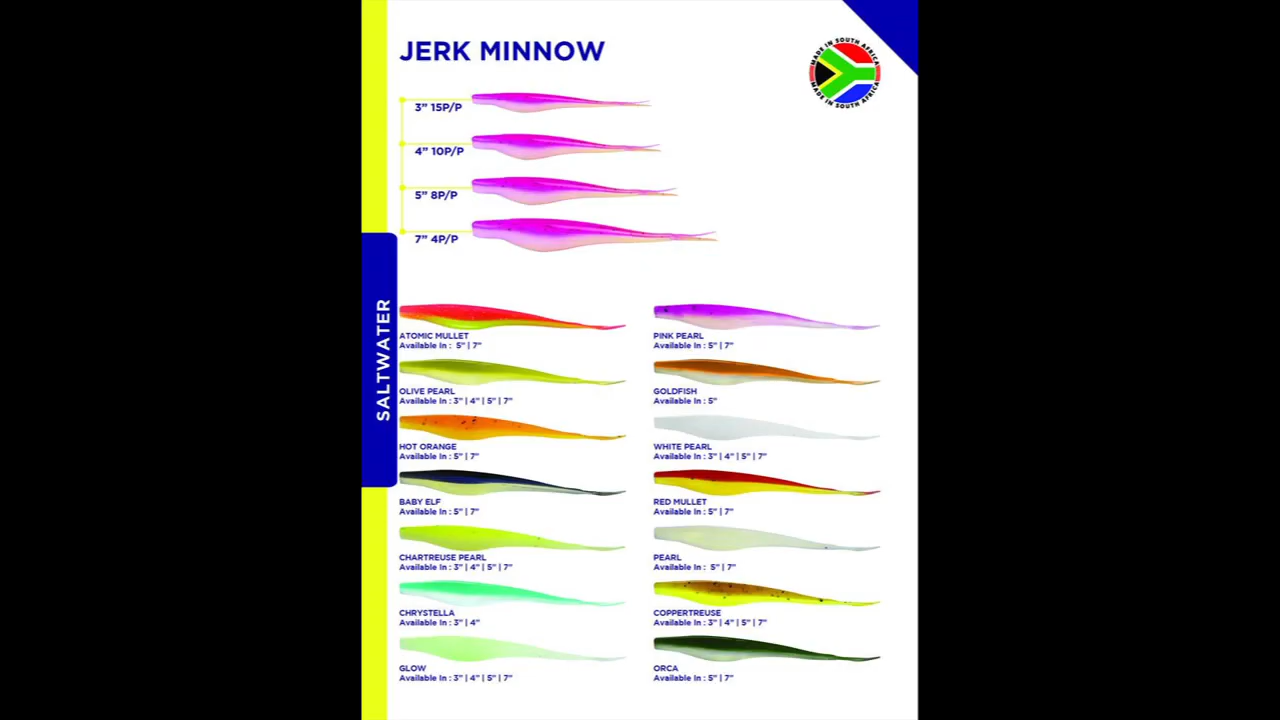 JERK MINNOW
MADE IN SOUTH AFRICA
MADE IN SOUTH AFRICA
3” 15P/P
4” 10P/P
5” 8P/P
7” 4P/P
SALTWATER
ATOMIC MULLET
Available In : 5" | 7"
OLIVE PEARL
Available In : 3" | 4" | 5" | 7"
HOT ORANGE
Available In : 5" | 7"
BABY ELF
Available In : 5" | 7"
CHARTREUSE PEARL
Available In : 3" | 4" | 5" | 7"
CHRYSTELLA
Available In : 3" | 4"
GLOW
Available In : 3" | 4" | 5" | 7"
PINK PEARL
Available In : 5" | 7"
GOLDFISH
Available In : 5"
WHITE PEARL
Available In : 3" | 4" | 5" | 7"
RED MULLET
Available In : 5" | 7"
PEARL
Available In : 5" | 7"
COPPERTREUSE
Available In : 3" | 4" | 5" | 7"
ORCA
Available In : 5" | 7"